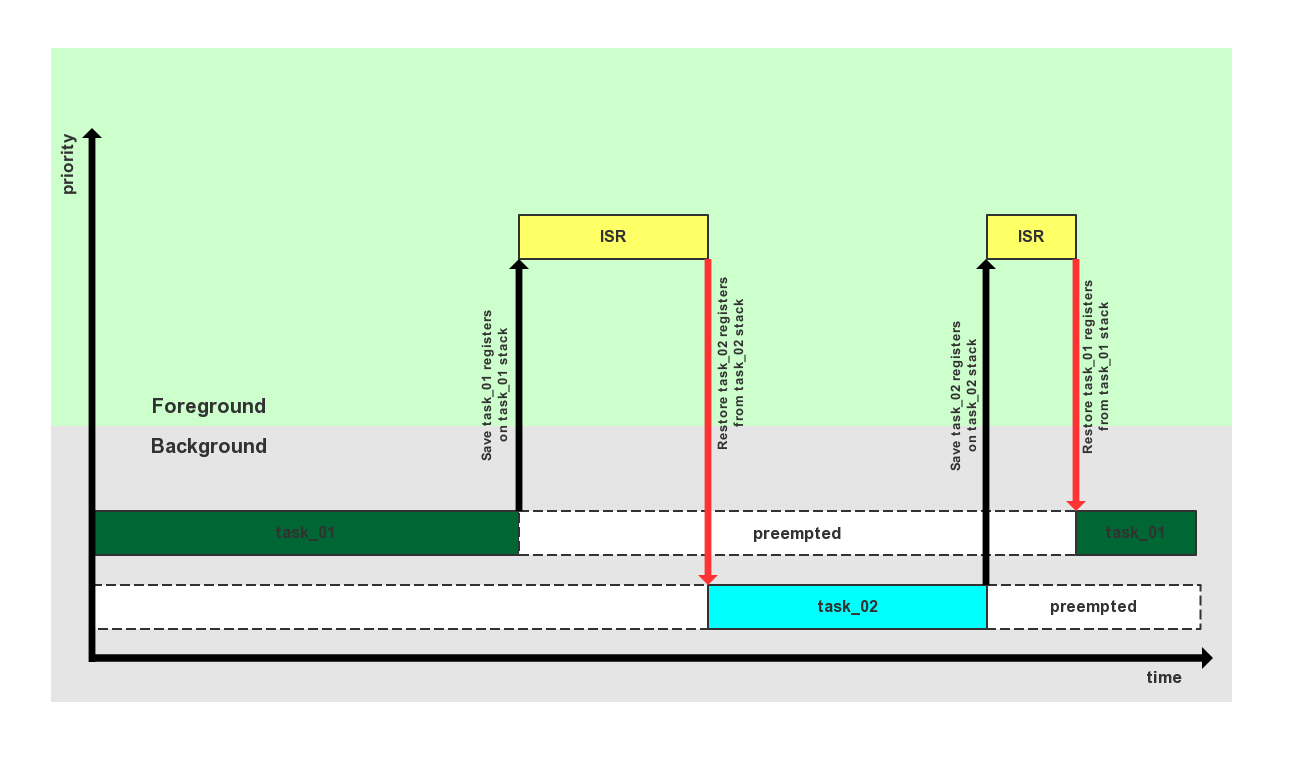 priority
ISR
ISR
Save task_01 registers
on task_01 stack
Restore task_02 registers
from task_02 stack
Save task_02 registers
on task_02 stack
Restore task_01 registers
from task_01 stack
Foreground
Background
task_01
preempted
task_01
task_02
preempted
time